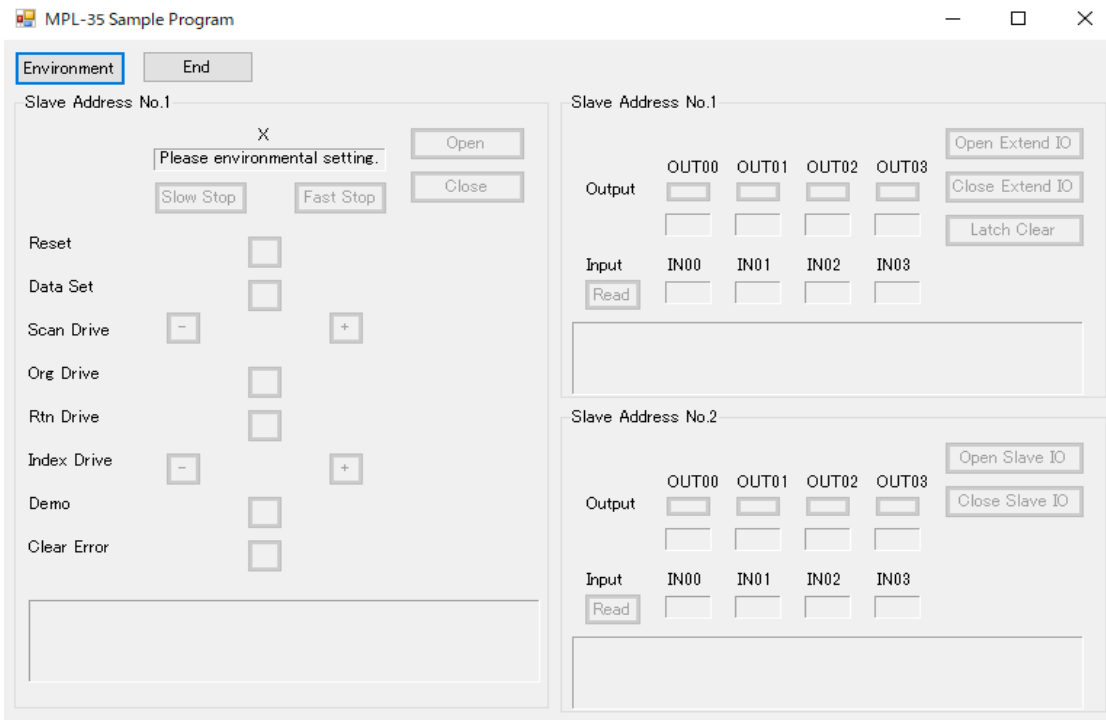 MPL-35 Sample Program
Environment End
Slave Address No.1
X
Please environmental setting.
Open
Close
Slow Stop Fast Stop
Reset
Data Set
Scan Drive - +
Org Drive
Rtn Drive
Index Drive - +
Demo
Clear Error
Slave Address No.1
OUT00 OUT01 OUT02 OUT03
Output
Input IN00 IN01 IN02 IN03
Read
Open Extend IO
Close Extend IO
Latch Clear
Slave Address No.2
OUT00 OUT01 OUT02 OUT03
Output
Input IN00 IN01 IN02 IN03
Read
Open Slave IO
Close Slave IO